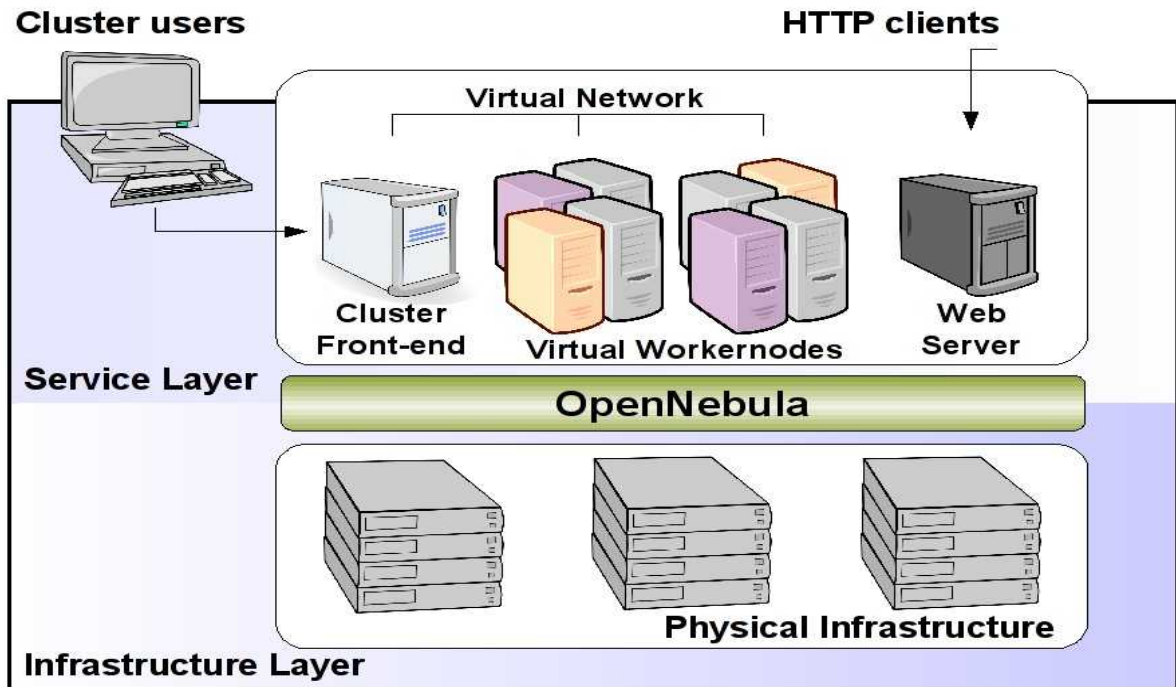 Cluster users
HTTP clients
Virtual Network
Cluster
Front-end
Virtual Workernodes
Web
Server
Service Layer
OpenNebula
Physical Infrastructure
Infrastructure Layer